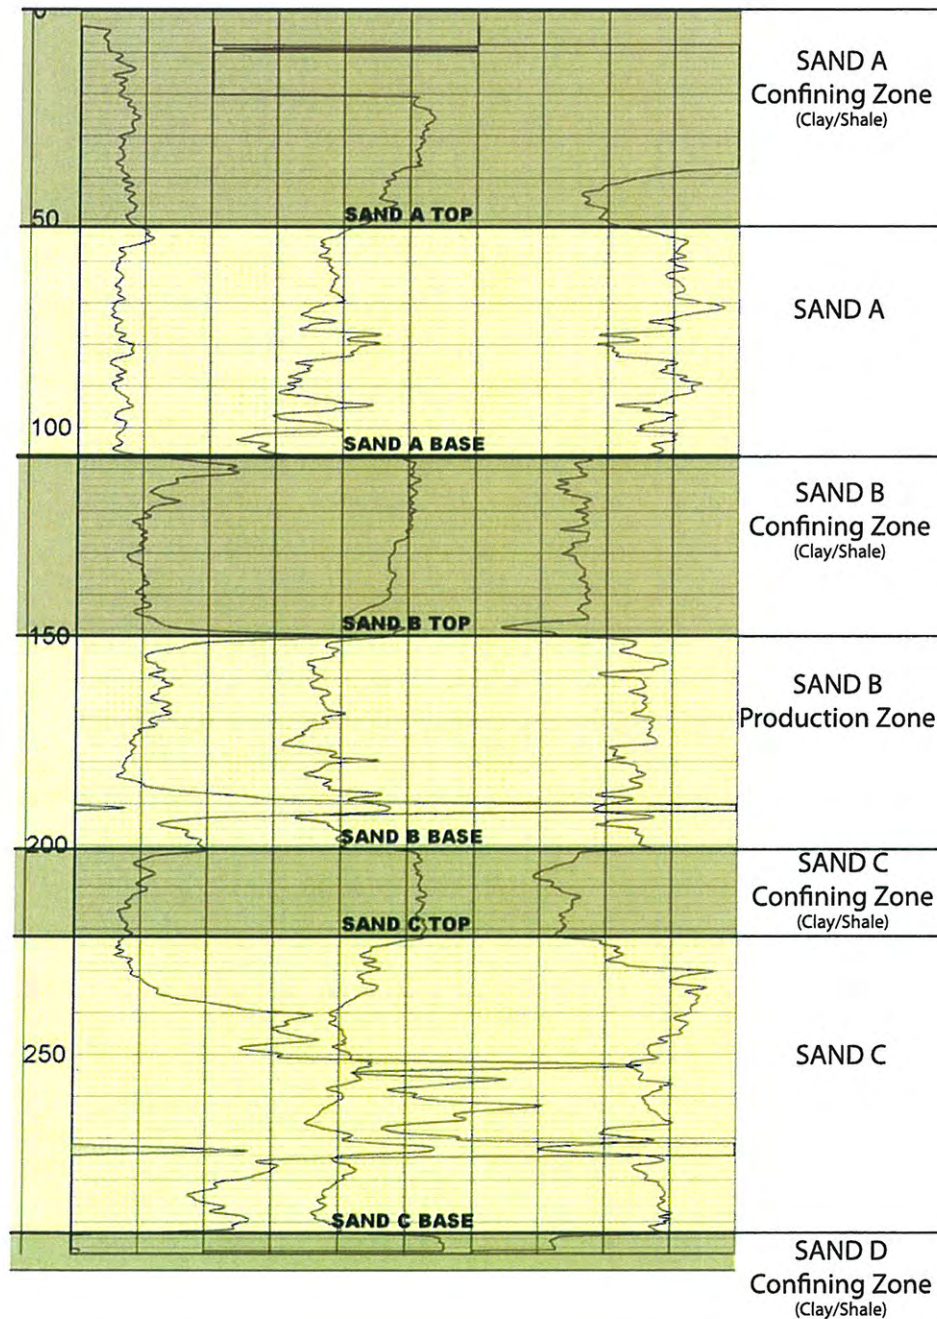 0
SAND A
Confining Zone
(Clay/Shale)
SAND A TOP
50
SAND A
100
SAND A BASE
SAND B
Confining Zone
(Clay/Shale)
SAND B TOP
150
SAND B
Production Zone
SAND B BASE
200
SAND C
Confining Zone
(Clay/Shale)
SAND C TOP
250
SAND C
SAND C BASE
SAND D
Confining Zone
(Clay/Shale)